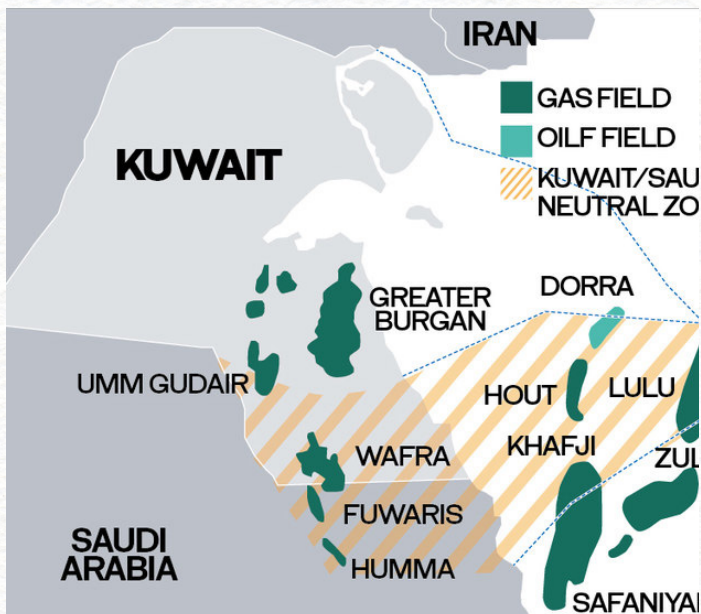 IRAN
GAS FIELD
OILF FIELD
KUWAIT/SAU
NEUTRAL ZO
KUWAIT
DORRA
GREATER
BURGAN
UMM GUDAIR
HOUT
LULU
KHAFJI
WAFRA
ZUL
FUWARIS
SAUDI
ARABIA
HUMMA
SAFANIYA